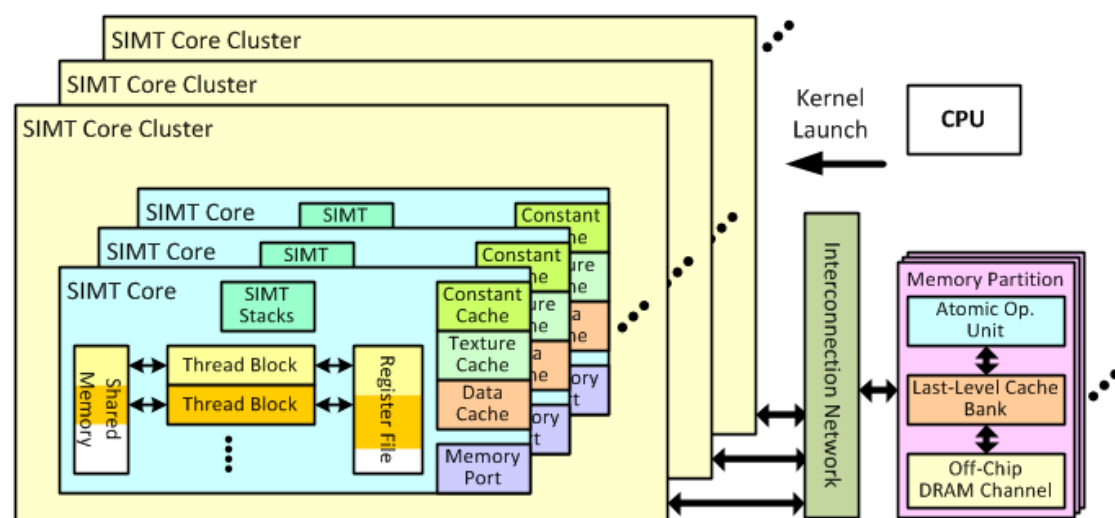 SIMT Core Cluster
SIMT Core Cluster
SIMT Core Cluster
Kernel
Launch
CPU
SIMT Core
SIMT
Constant
SIMT Core
SIMT
Constant
SIMT Core
SIMT
Stacks
Constant
Cache
Texture
Cache
Data
Cache
Memory
Port
Shared
Memory
Thread Block
Thread Block
Register File
Interconnection Network
Memory Partition
Atomic Op.
Unit
Last-Level Cache
Bank
Off-Chip
DRAM Channel